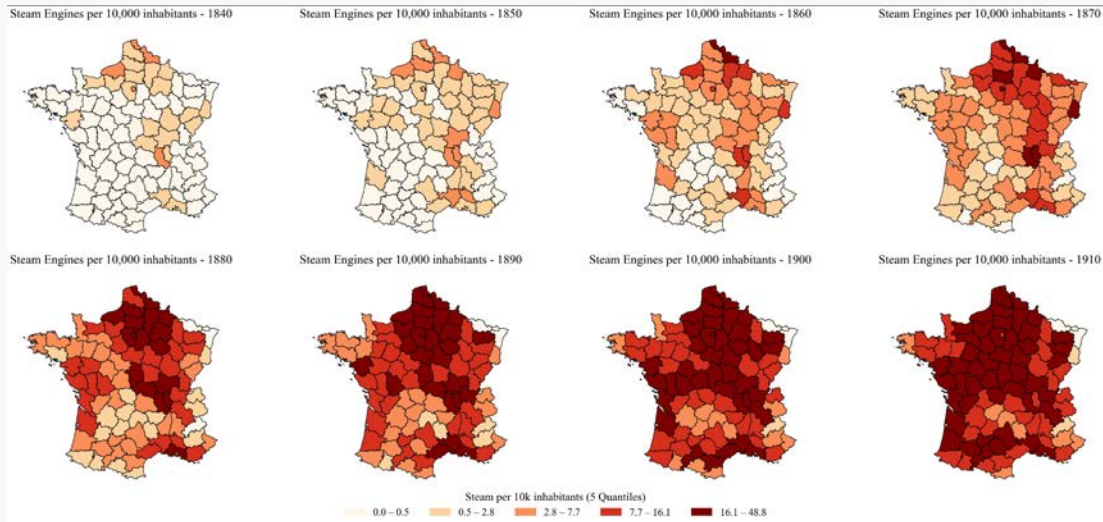 Steam Engines per 10,000 inhabitants - 1840
Steam Engines per 10,000 inhabitants - 1850
Steam Engines per 10,000 inhabitants - 1860
Steam Engines per 10,000 inhabitants - 1870
Steam Engines per 10,000 inhabitants - 1880
Steam Engines per 10,000 inhabitants - 1890
Steam Engines per 10,000 inhabitants - 1900
Steam Engines per 10,000 inhabitants - 1910
Steam per 10k inhabitants (5 Quantiles)
0.0 – 0.5
0.5 – 2.8
2.8 – 7.7
7.7 – 16.1
16.1 – 48.8